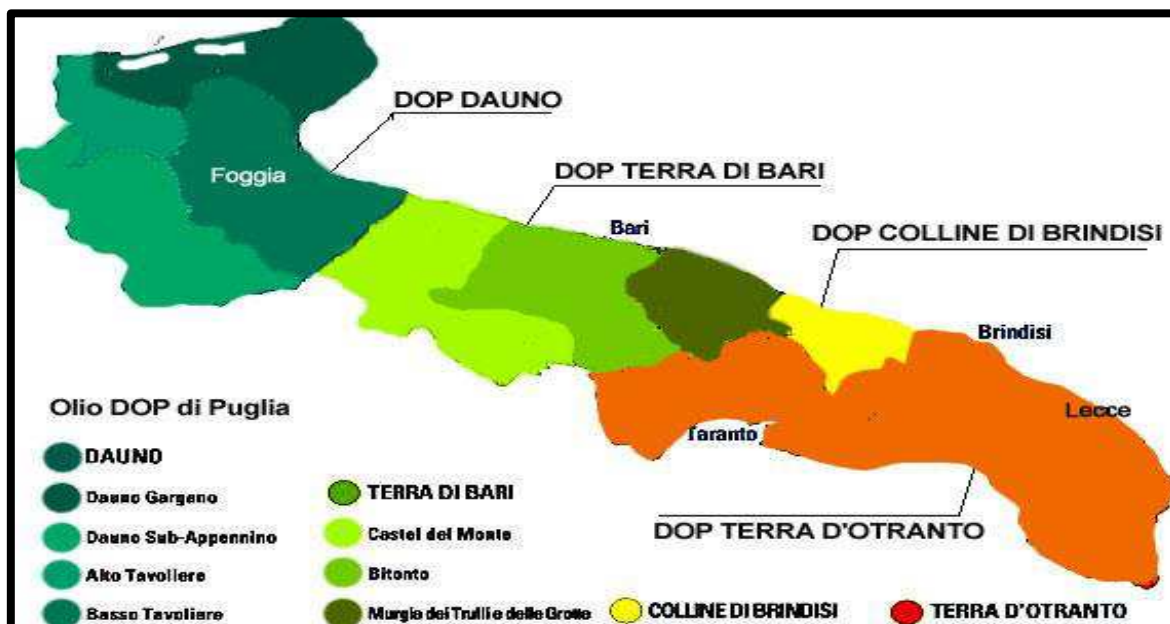 DOP DAUNO
Foggia
DOP TERRA DI BARI
Bari
DOP COLLINE DI BRINDISI
Brindisi
Lecce
Taranto
DOP TERRA D'OTRANTO
Olio DOP di Puglia
DAUNO
Dauno Gargano
Dauno Sub-Appennino
Alto Tavoliere
Basso Tavoliere
TERRA DI BARI
Castel del Monte
Bitonto
Murgia dei Trulli e delle Grotte
COLLINE DI BRINDISI
TERRA D'OTRANTO